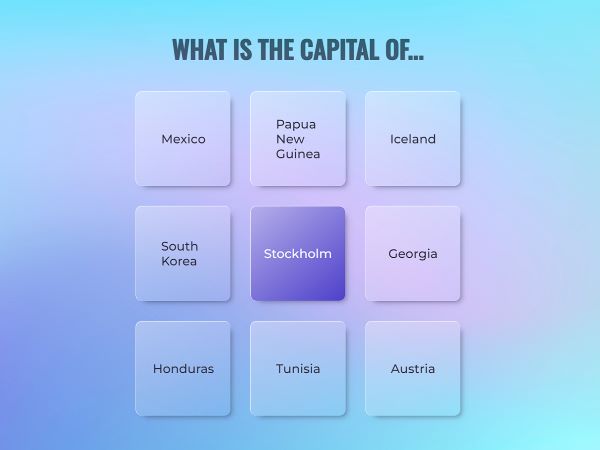 WHAT IS THE CAPITAL OF...
Mexico
Papua
New
Guinea
Iceland
South
Korea
Stockholm
Georgia
Honduras
Tunisia
Austria